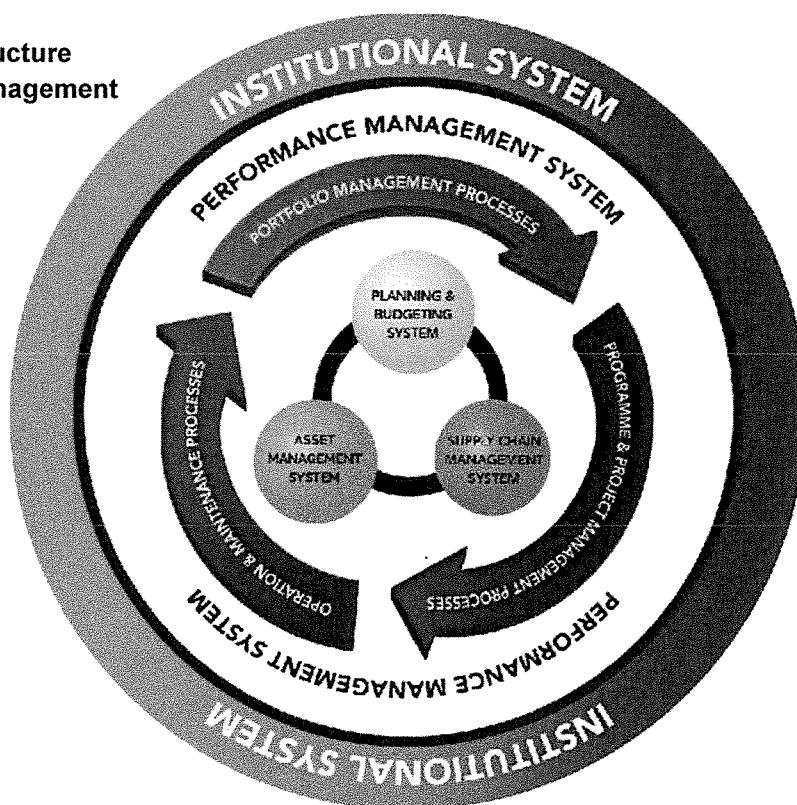 ucture
nagement
INSTITUTIONAL SYSTEM
PERFORMANCE MANAGEMENT SYSTEM
PORTFOLIO MANAGEMENT PROCESSES
PLANNING &
BUDGETING
SYSTEM
ASSET
MANAGEMENT
SYSTEM
SUPPLY CHAIN
MANAGEMENT
SYSTEM
PROGRAMME & PROJECT MANAGEMENT PROCESSES
OPERATION & MAINTENANCE PROCESSES
PERFORMANCE MANAGEMENT SYSTEM
INSTITUTIONAL SYSTEM